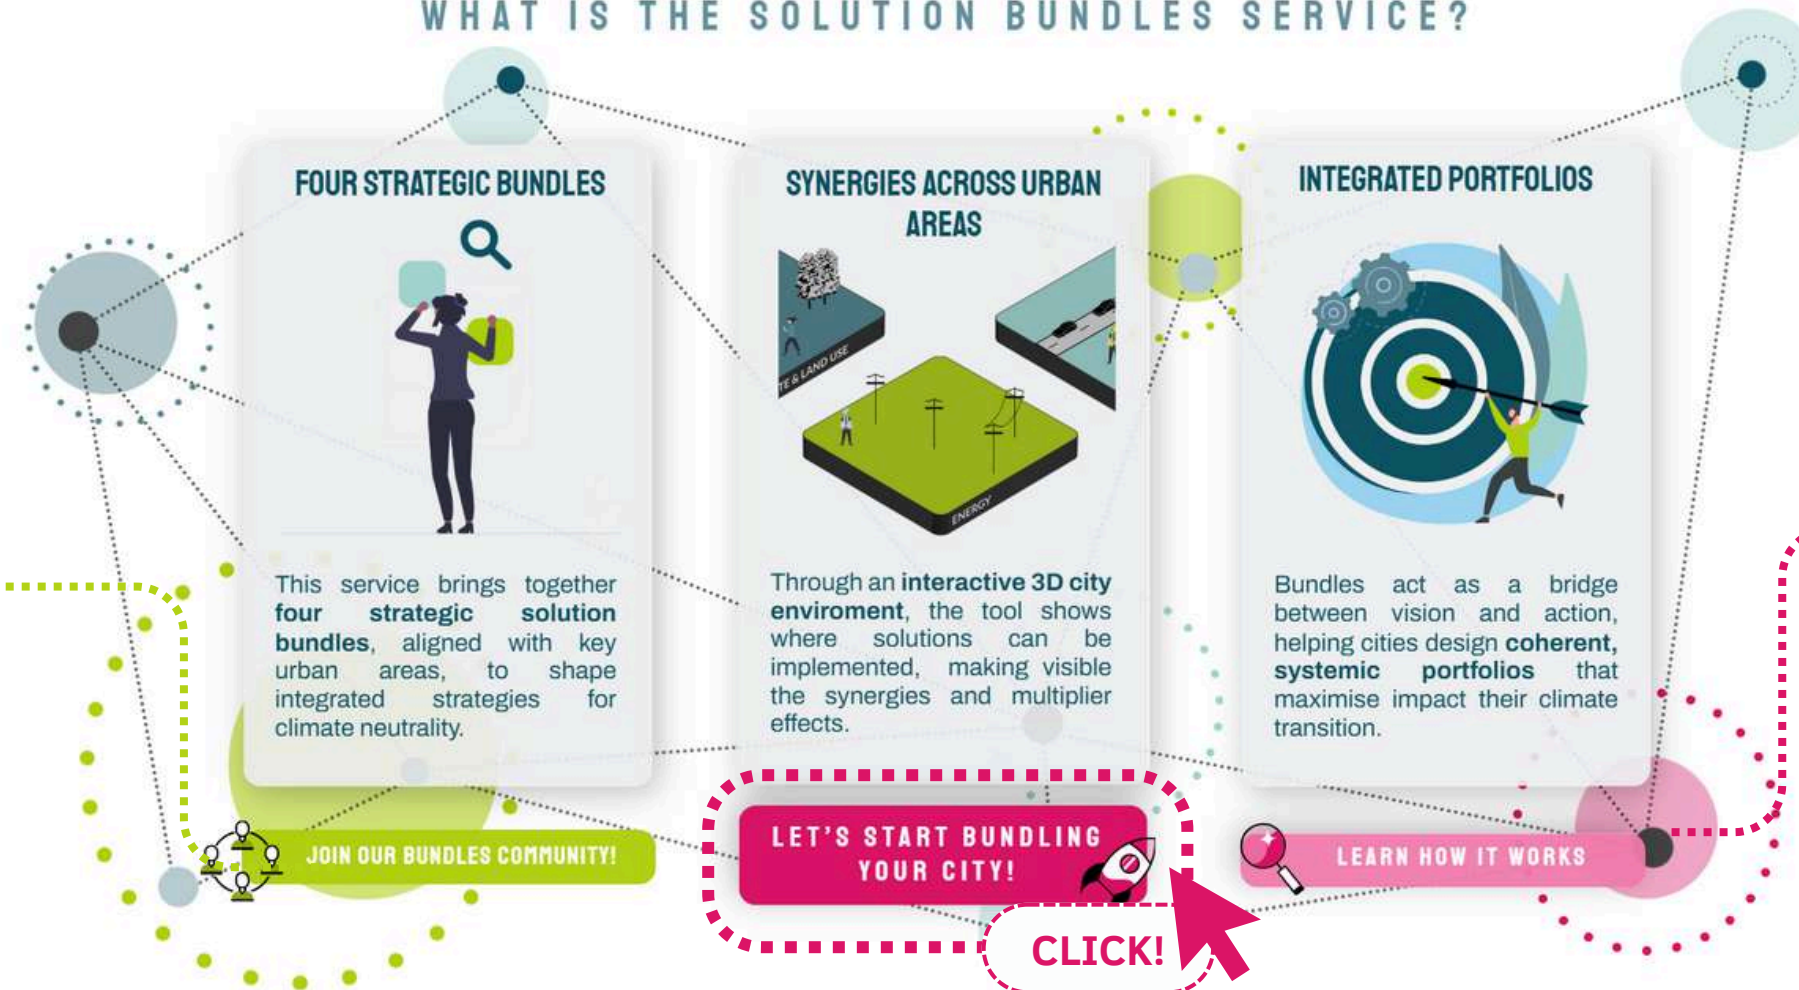 WHAT IS THE SOLUTION BUNDLES SERVICE?
FOUR STRATEGIC BUNDLES
This service brings together
four strategic solution
bundles, aligned with key
urban areas, to shape
integrated strategies for
climate neutrality.
JOIN OUR BUNDLES COMMUNITY!
SYNERGIES ACROSS URBAN
AREAS
TE & LAND USE
ENERGY
Through an interactive 3D city
enviroment, the tool shows
where solutions can be
implemented, making visible
the synergies and multiplier
effects.
LET'S START BUNDLING
YOUR CITY!
CLICK!
INTEGRATED PORTFOLIOS
Bundles act as a bridge
between vision and action,
helping cities design coherent,
systemic portfolios that
maximise impact their climate
transition.
LEARN HOW IT WORKS